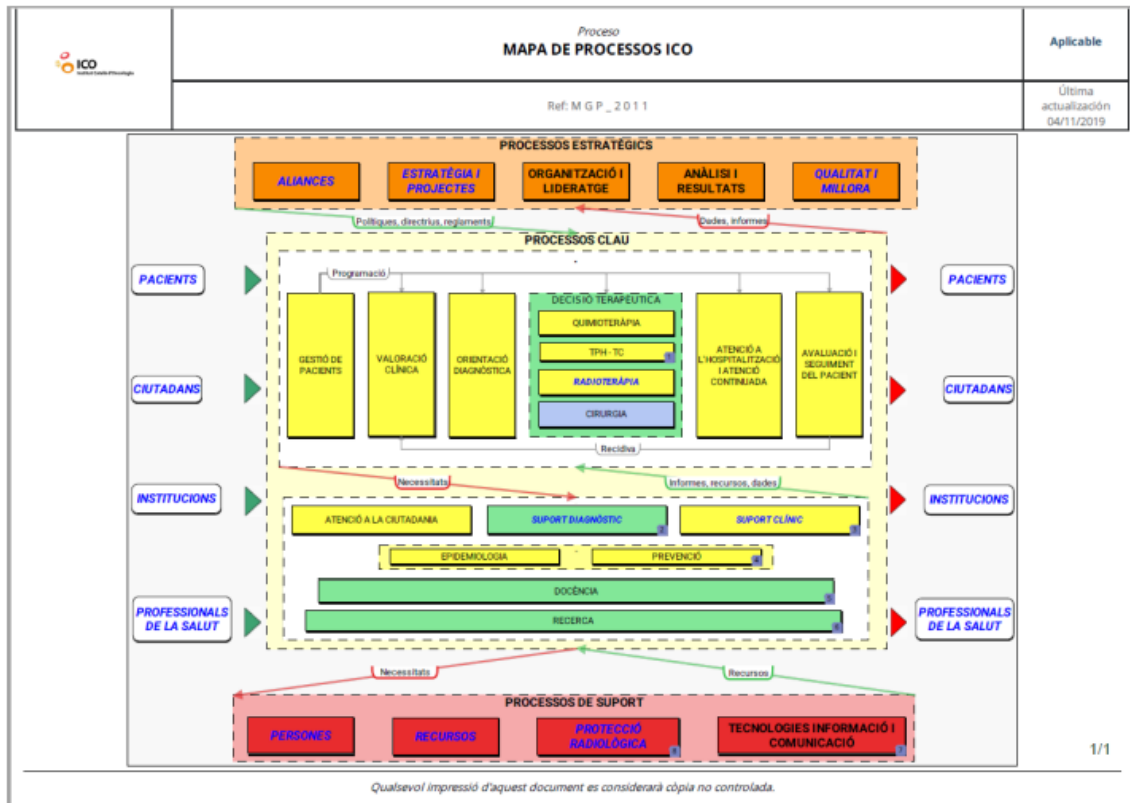 Proceso
MAPA DE PROCESSOS ICO
Aplicable
ICO
Ref: M G P _ 2 0 1 1
Última
actualización
04/11/2019
PROCESSOS ESTRATÈGICS
ALIANCES
ESTRATÈGIA I
PROJECTES
ORGANITZACIÓ I
LIDERATGE
ANÀLISI I
RESULTATS
QUALITAT I
MILLORA
Polítiques, directrius, reglaments
Dades, informes
PROCESSOS CLAU
PACIENTS
CIUTADANS
INSTITUCIONS
PROFESSIONALS
DE LA SALUT
Programació
GESTIÓ DE
PACIENTS
VALORACIÓ
CLÍNICA
ORIENTACIÓ
DIAGNÒSTICA
DECISIÓ TERAPÈUTICA
QUIMIOTERÀPIA
TPH - TC
1
RADIOTERÀPIA
CIRURGIA
ATENCIÓ A
L'HOSPITALITZACIÓ
I ATENCIÓ
CONTINUADA
AVALUACIÓ I
SEGUIMENT
DEL PACIENT
Recidiva
Necessitats
Informes, recursos, dades
ATENCIÓ A LA CIUTADANIA
SUPORT DIAGNÒSTIC
2
SUPORT CLÍNIC
EPIDEMIOLOGIA
PREVENCIÓ
DOCÈNCIA
5
RECERCA
PACIENTS
CIUTADANS
INSTITUCIONS
PROFESSIONALS
DE LA SALUT
Necessitats
Recursos
PROCESSOS DE SUPORT
PERSONES
RECURSOS
PROTECCIÓ
RADIOLÒGICA
TECNOLOGIES INFORMACIÓ I
COMUNICACIÓ
1/1
Qualsevol impressió d'aquest document es considerarà còpia no controlada.